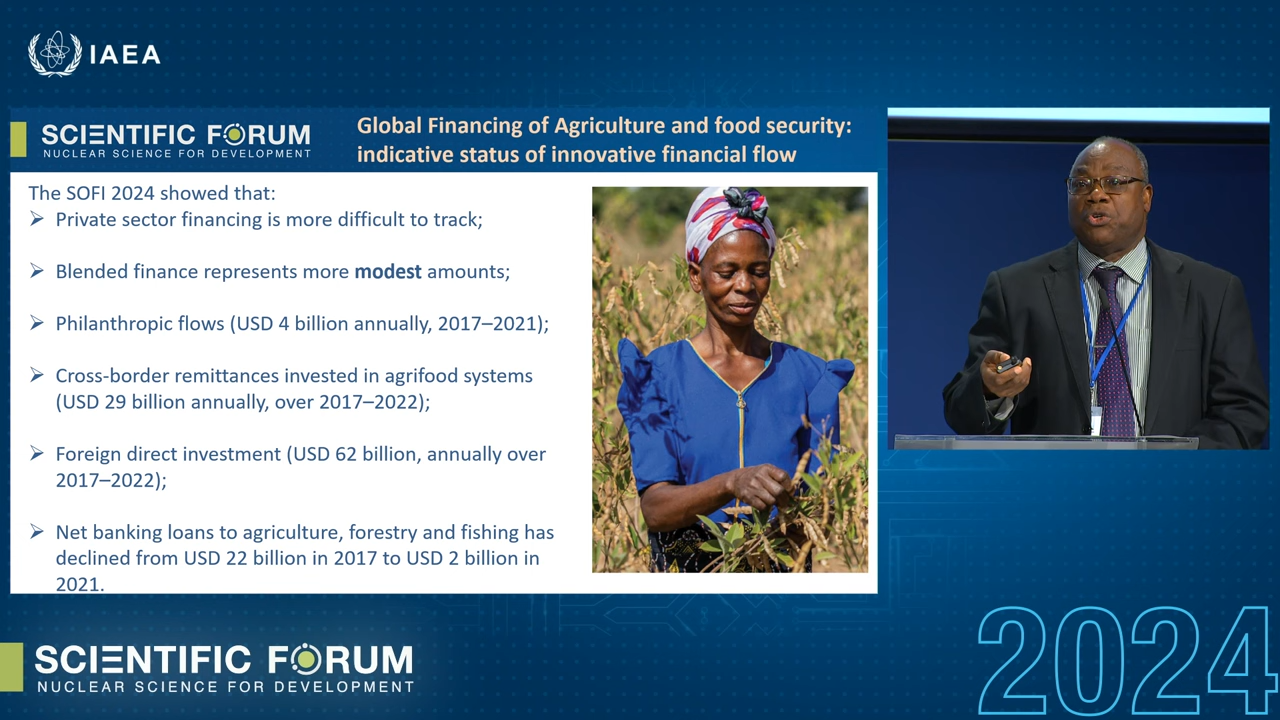 IAEA
SCIENTIFIC FORUM
NUCLEAR SCIENCE FOR DEVELOPMENT
Global Financing of Agriculture and food security:
indicative status of innovative financial flow
The SOFI 2024 showed that:
➢ Private sector financing is more difficult to track;
➢ Blended finance represents more modest amounts;
➢ Philanthropic flows (USD 4 billion annually, 2017–2021);
➢ Cross-border remittances invested in agrifood systems
(USD 29 billion annually, over 2017–2022);
➢ Foreign direct investment (USD 62 billion, annually over
2017–2022);
➢ Net banking loans to agriculture, forestry and fishing has
declined from USD 22 billion in 2017 to USD 2 billion in
2021.
SCIENTIFIC FORUM
NUCLEAR SCIENCE FOR DEVELOPMENT
2024